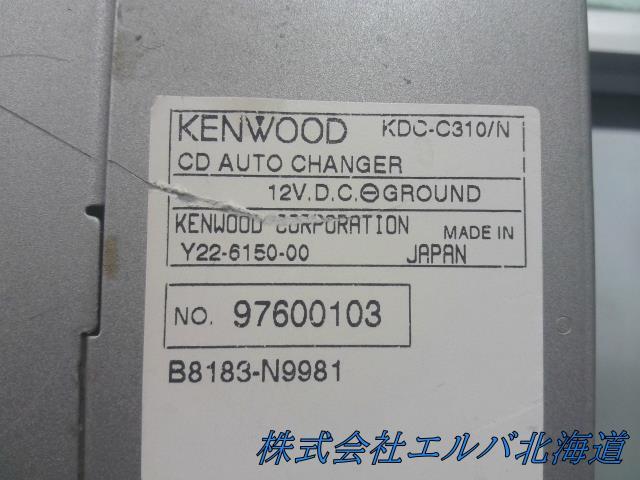 KENWOOD KDC-C310/N
CD AUTO CHANGER
12V.D.C.⊖GROUND
KENWOOD CORPORATION MADE IN
Y22-6150-00 JAPAN
NO. 97600103
B8183-N9981
株式会社エルバ北海道